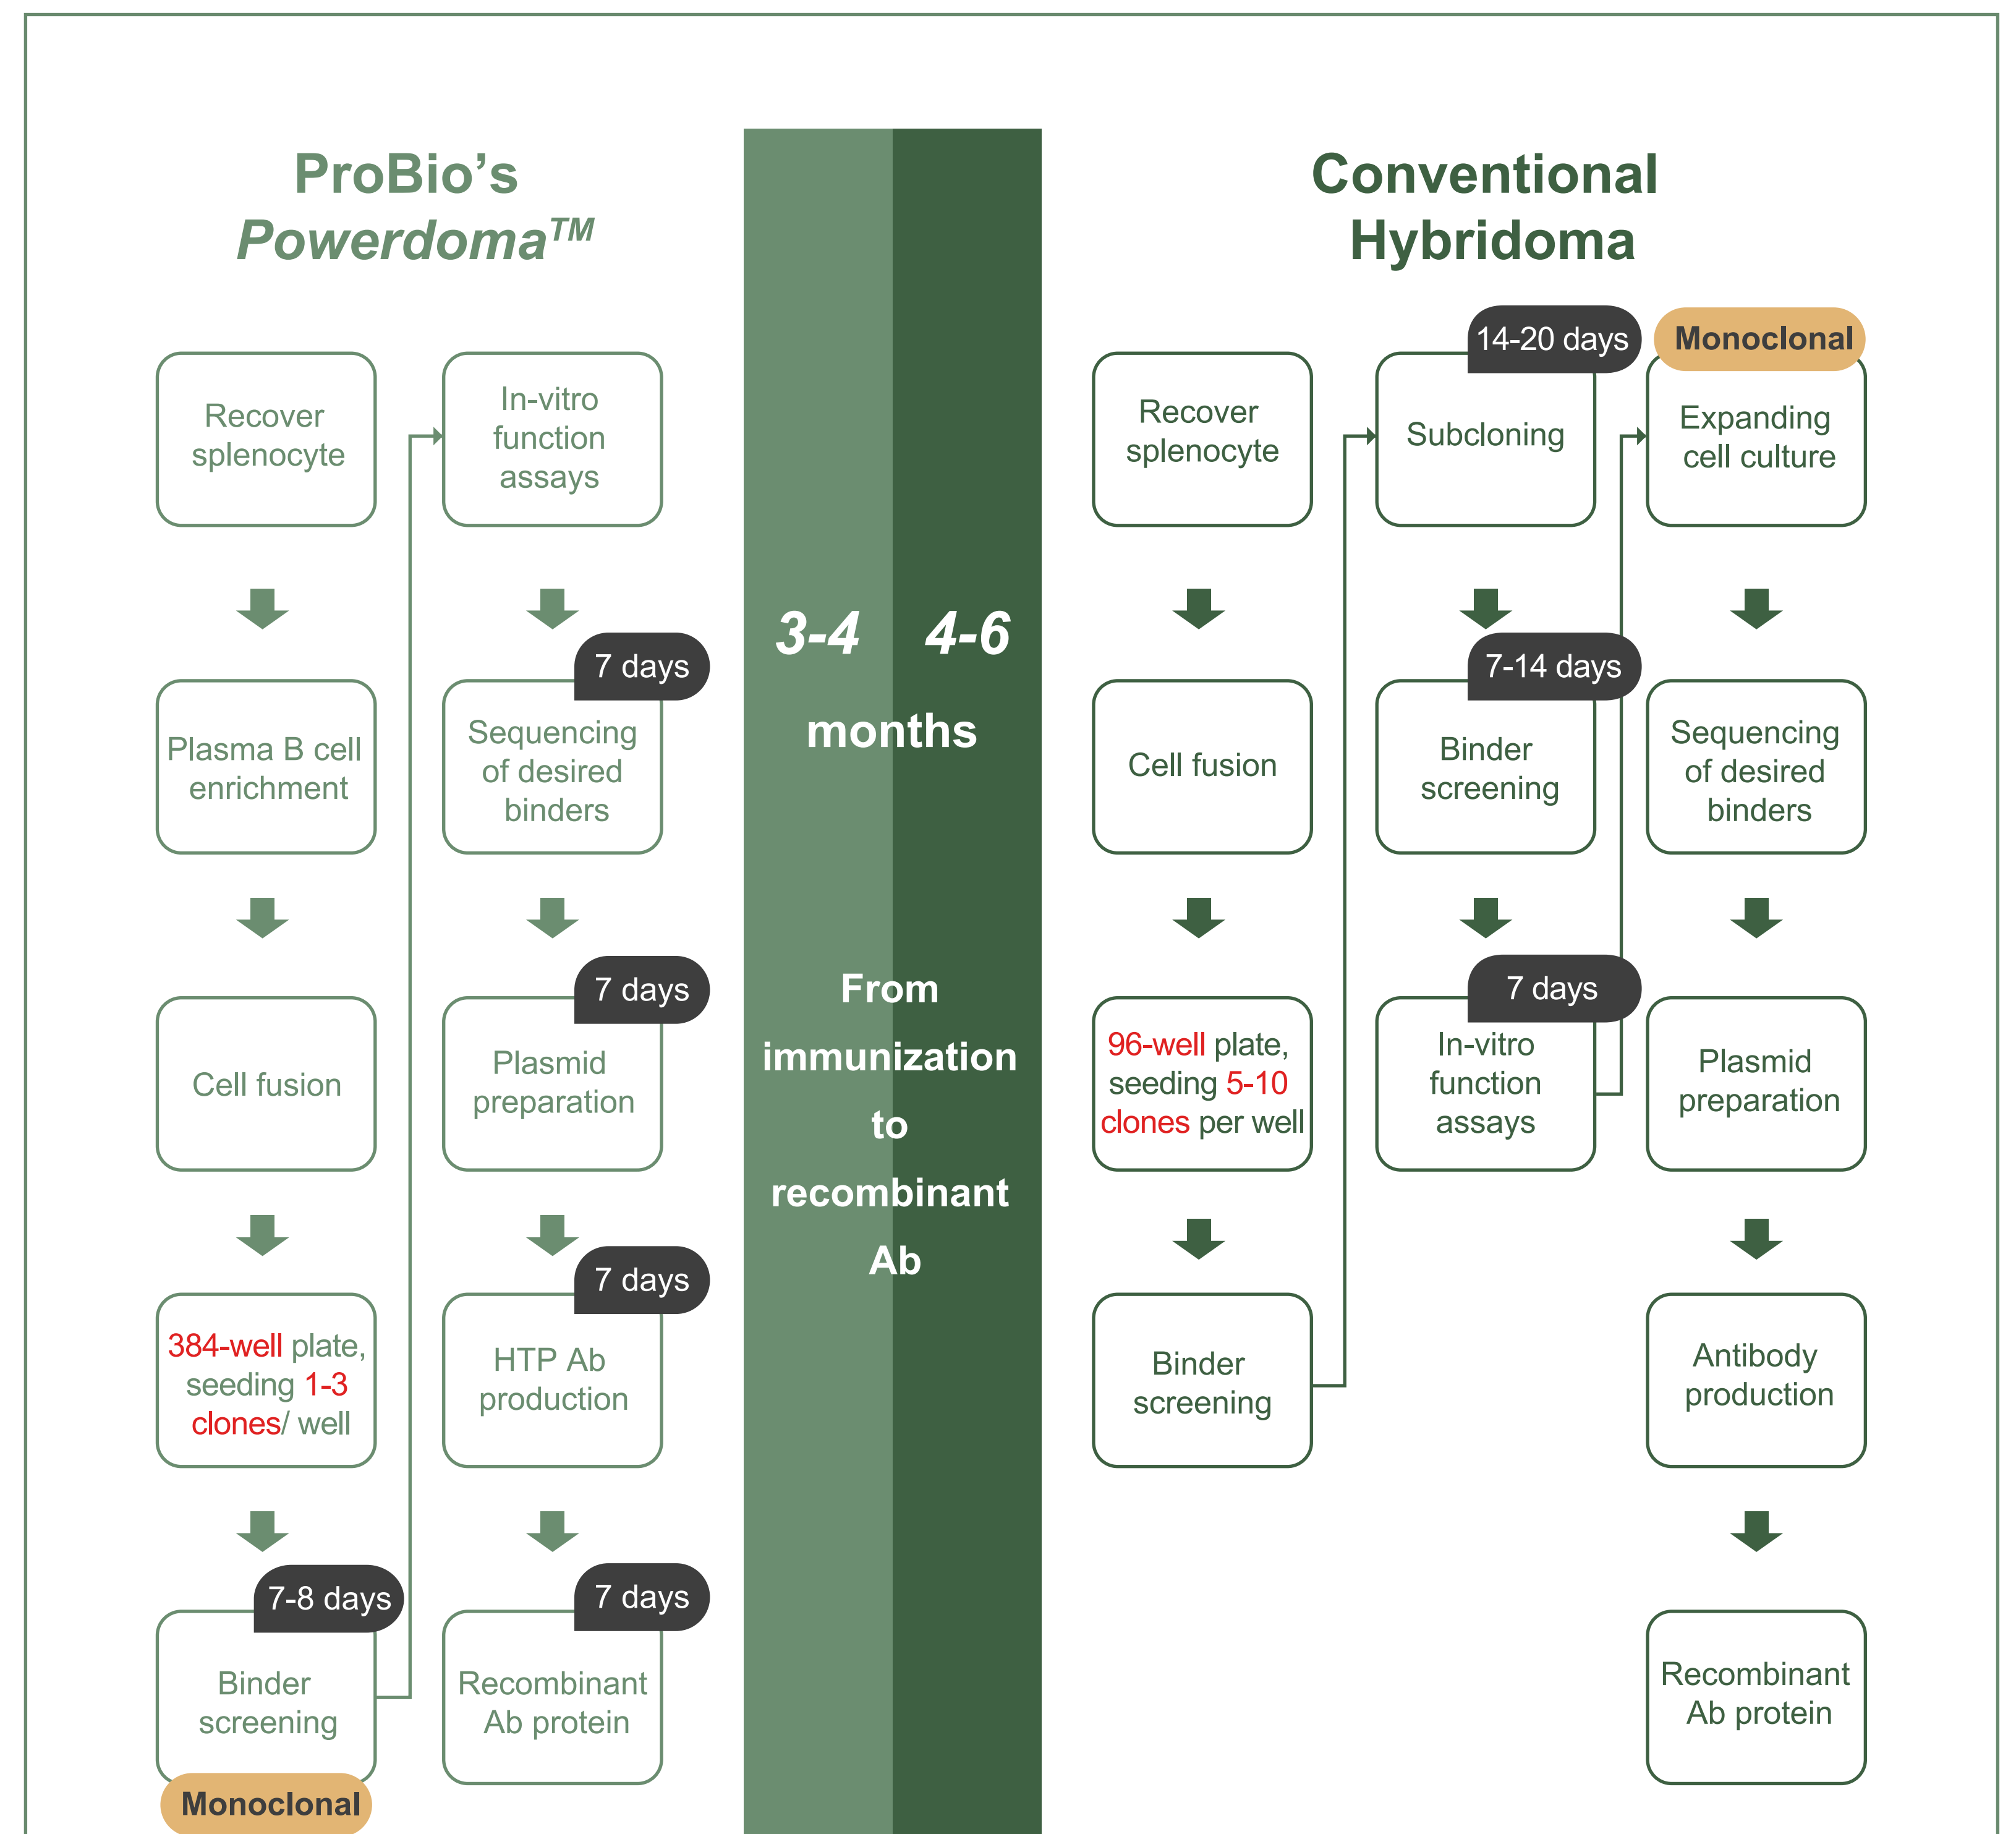 ProBio’s
Powerdoma™
Recover
splenocyte
Plasma B cell
enrichment
Cell fusion
384-well plate,
seeding 1-3
clones/ well
7-8 days
Binder
screening
Monoclonal
In-vitro
function
assays
7 days
Sequencing
of desired
binders
7 days
Plasmid
preparation
7 days
HTP Ab
production
7 days
Recombinant
Ab protein
3-4 4-6
months
From
immunization
to
recombinant
Ab
Conventional
Hybridoma
Recover
splenocyte
Cell fusion
96-well plate,
seeding 5-10
clones per well
Binder
screening
14-20 days
Subcloning
7-14 days
Binder
screening
7 days
In-vitro
function
assays
Monoclonal
Expanding
cell culture
Sequencing
of desired
binders
Plasmid
preparation
Antibody
production
Recombinant
Ab protein